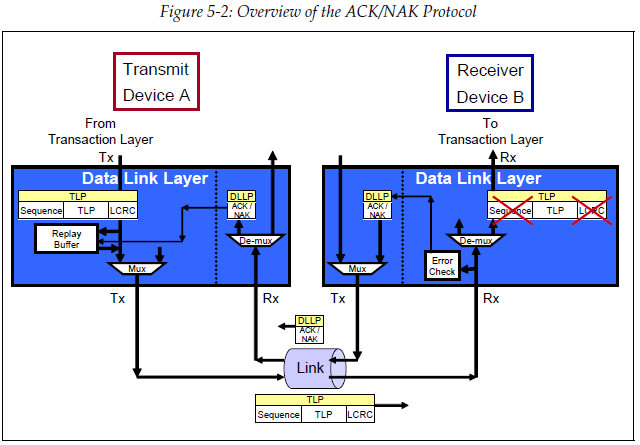 Figure 5-2: Overview of the ACK/NAK Protocol
Transmit
Device A
Receiver
Device B
From
Transaction Layer
Tx
To
Transaction Layer
Rx
Data Link Layer
TLP
Sequence TLP LCRC
Replay
Buffer
Mux
DLLP
ACK /
NAK
De-mux
Data Link Layer
DLLP
ACK /
NAK
Mux
TLP
Sequence TLP LCRC
De-mux
Error
Check
Tx
Rx
Tx
Rx
DLLP
ACK /
NAK
Link
TLP
Sequence TLP LCRC